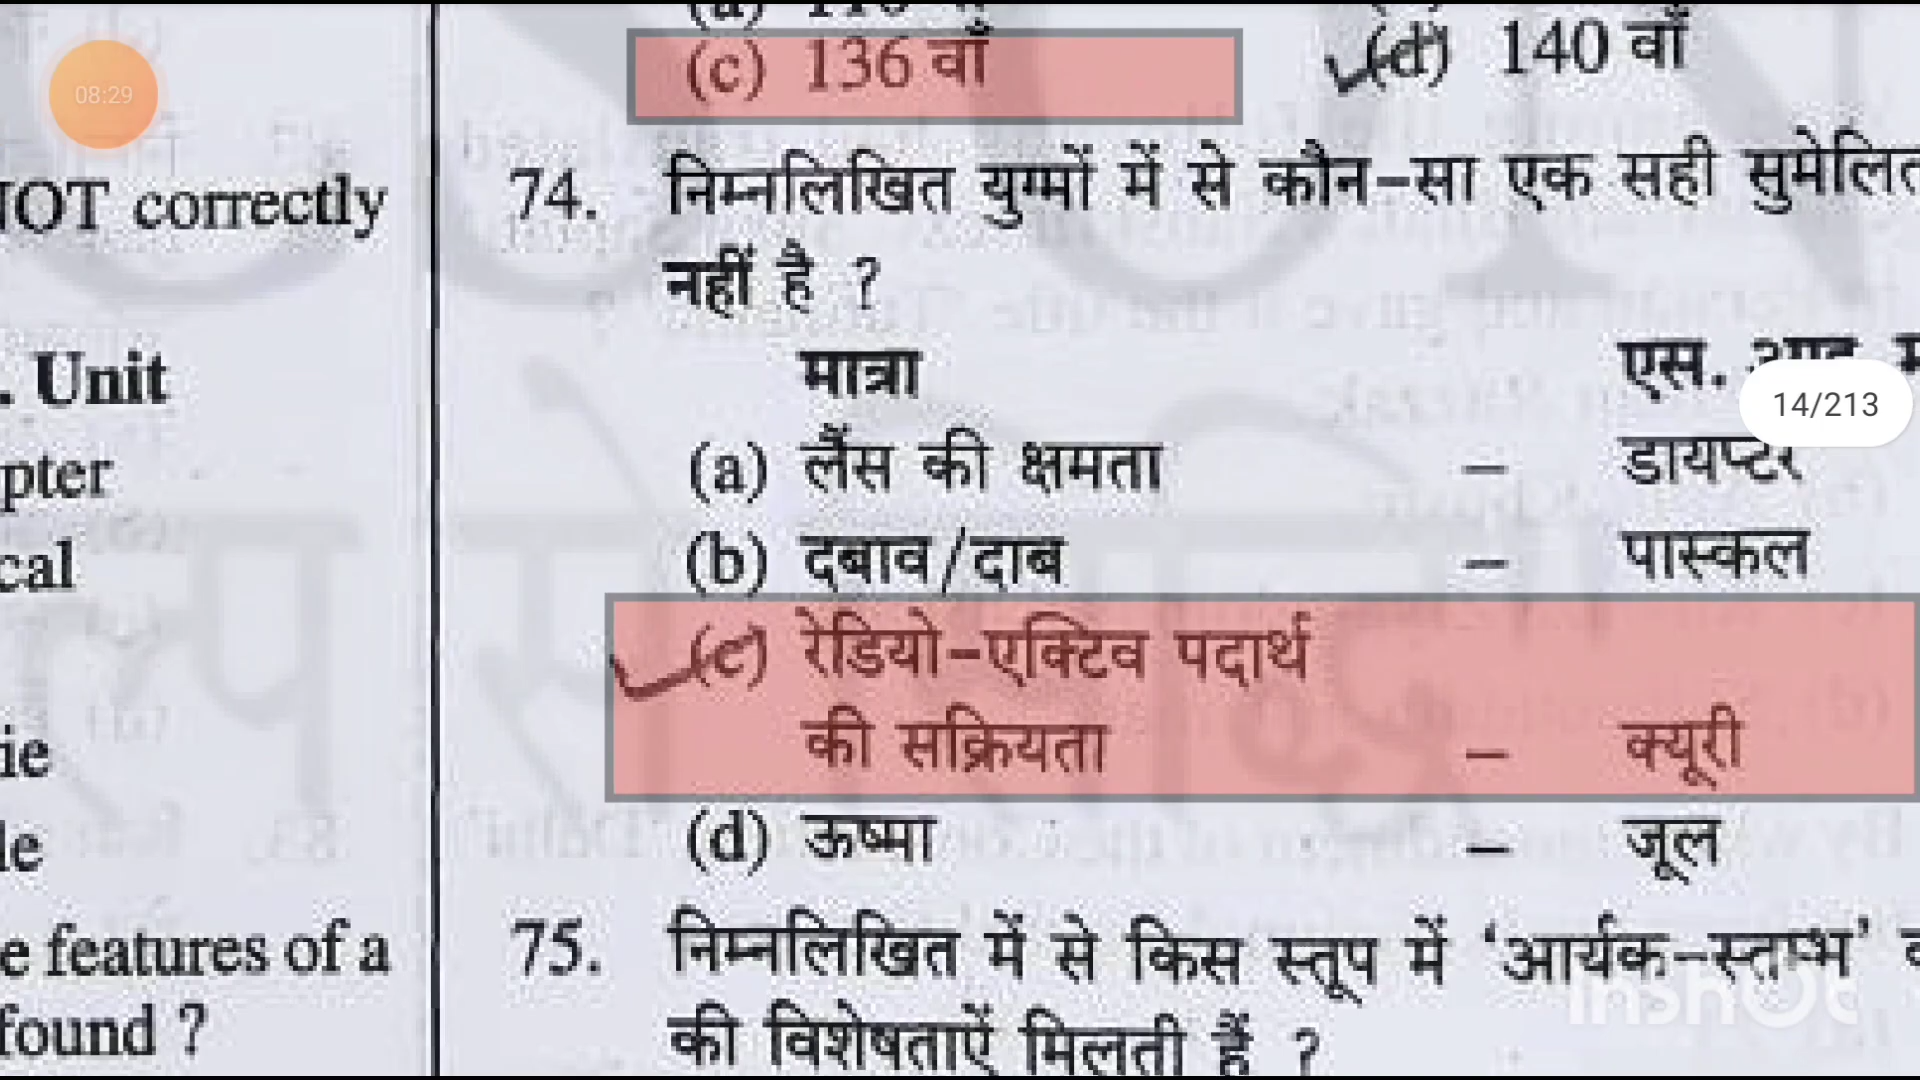 08:29
(c) 136 वाँ
(d) 140 वाँ
NOT correctly
74. निम्नलिखित युग्मों में से कौन-सा एक सही सुमेलित
नहीं है ?
. Unit
मात्रा
एस.
14/213
pter
(a) लैंस की क्षमता – डायप्टर
cal
(b) दबाव/दाब – पास्कल
(c) रेडियो-एक्टिव पदार्थ
ie
की सक्रियता – क्यूरी
le
(d) ऊष्मा – जूल
e features of a
75. निम्नलिखित में से किस स्तूप में ‘आर्यक-स्तम्भ’
found ?
की विशेषताऐं मिलती हैं ?
InShOt